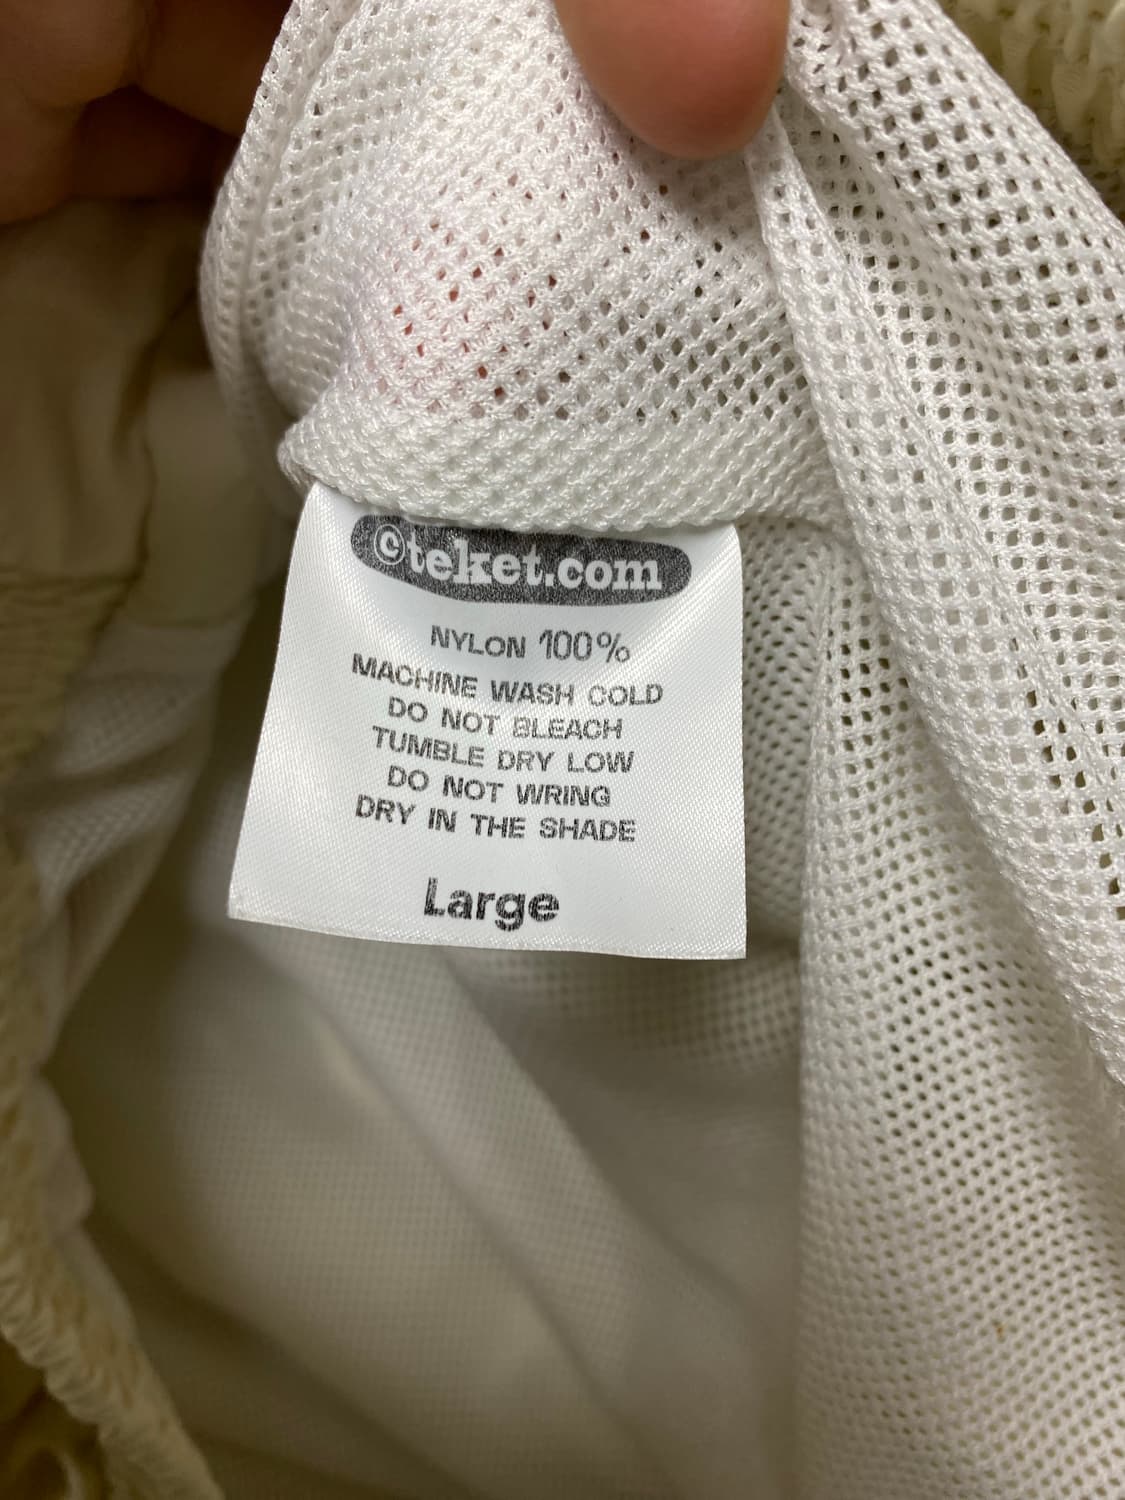 ©teket.com
NYLON 100%
MACHINE WASH COLD
DO NOT BLEACH
TUMBLE DRY LOW
DO NOT WRING
DRY IN THE SHADE
Large